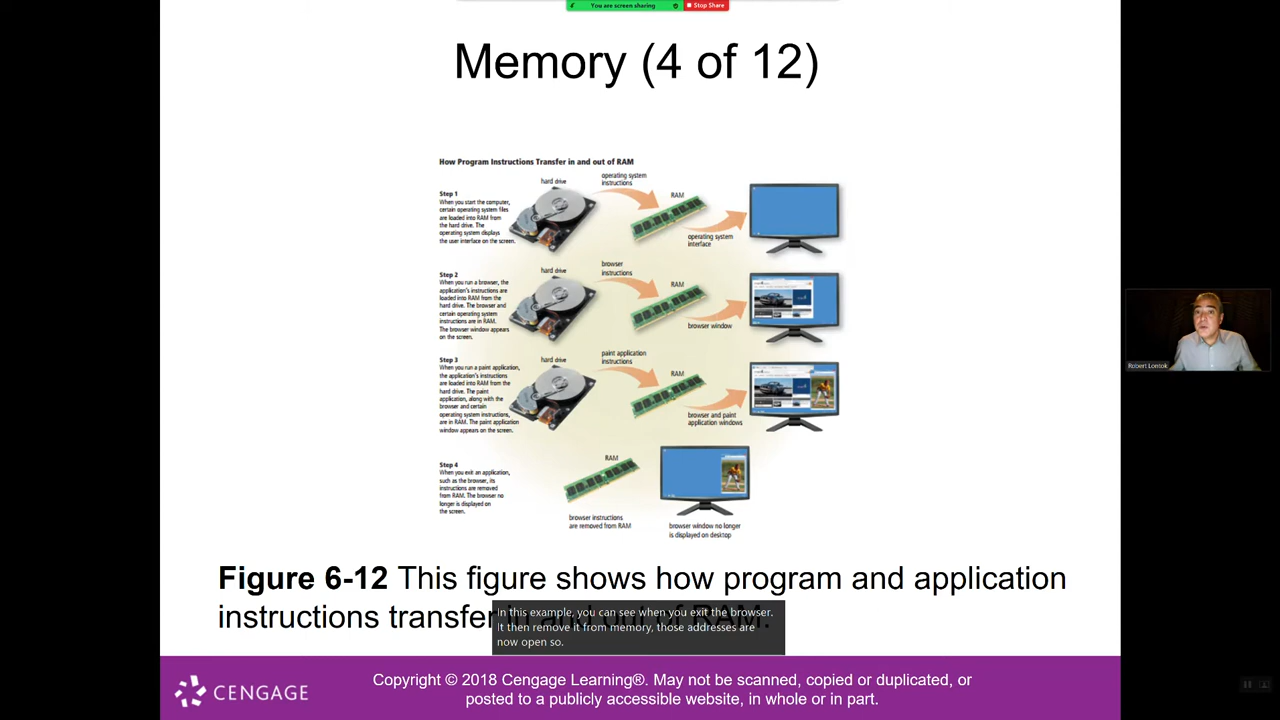 You are screen sharing
Stop Share
Memory (4 of 12)
How Program Instructions Transfer in and out of RAM
Step 1
When you start the computer,
certain operating system files
are loaded into RAM from
the hard drive. The
operating system displays
the user interface on the screen.
hard drive
operating system
instructions
RAM
operating system
interface
Step 2
When you run a browser, the
application's instructions are
loaded into RAM from the
hard drive. The browser and
certain operating system
instructions are in RAM.
The browser window appears
on the screen.
hard drive
browser
instructions
RAM
browser window
Step 3
When you run a paint application,
the application's instructions
are loaded into RAM from the
hard drive. The paint
application, along with the
browser and certain
operating system instructions,
are in RAM. The paint application
window appears on the screen.
hard drive
paint application
instructions
RAM
browser and paint
application windows
Step 4
When you exit an application,
such as the browser, its
instructions are removed
from RAM. The browser no
longer is displayed on
the screen.
RAM
browser instructions
are removed from RAM
browser window no longer
is displayed on desktop
Figure 6-12 This figure shows how program and application
instructions transfer in and out of RAM.
In this example, you can see when you exit the browser.
It then remove it from memory, those addresses are
now open so.
CENGAGE
Copyright © 2018 Cengage Learning®. May not be scanned, copied or duplicated, or
posted to a publicly accessible website, in whole or in part.
Robert Lontok